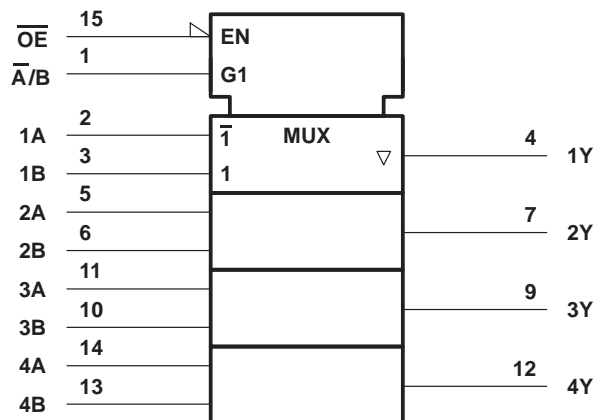 15
O̅E̅ EN
1
A̅/B G1
2
1A 1̅ MUX 4
3 ▽ 1Y
1B 1
5
2A 7
6 2Y
2B
11
3A 9
10 3Y
3B
14
4A 12
13 4Y
4B